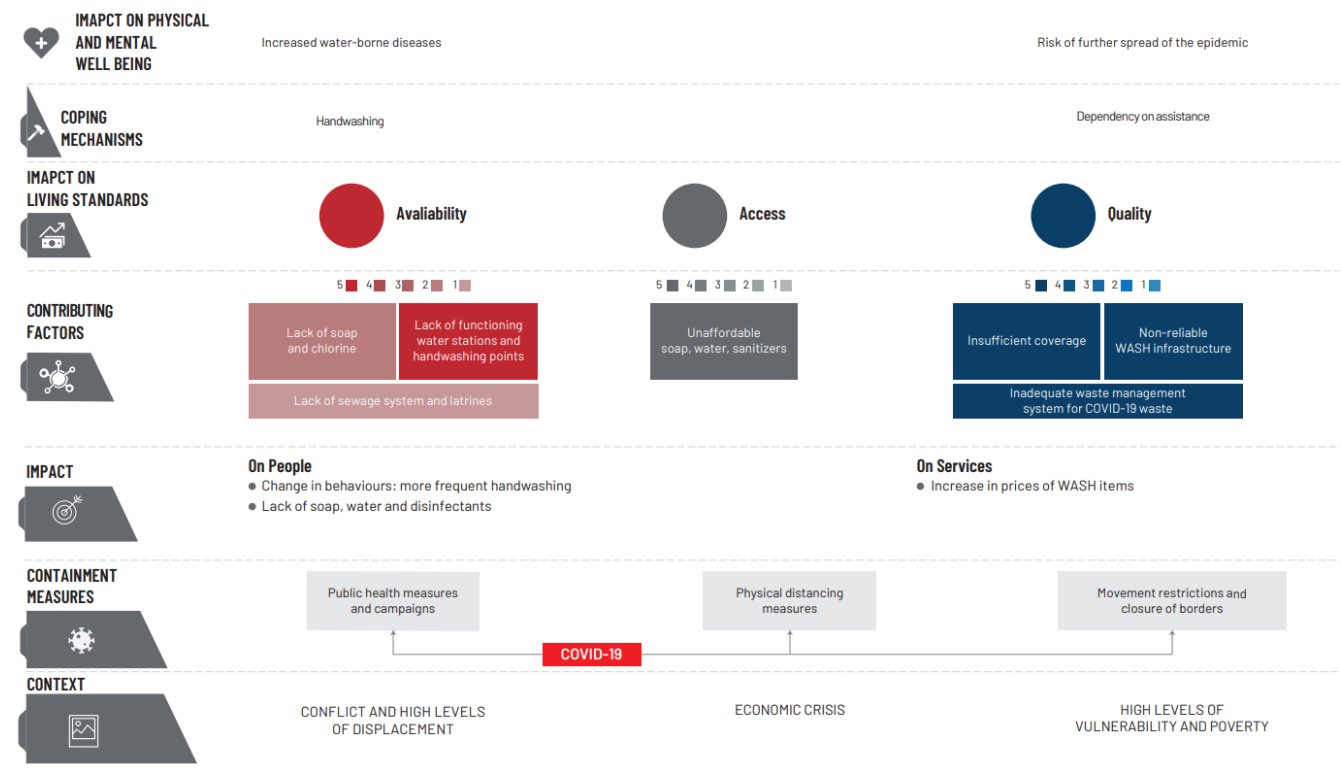 IMAPCT ON PHYSICAL
AND MENTAL
WELL BEING
Increased water-borne diseases
Risk of further spread of the epidemic
COPING
MECHANISMS
Handwashing
Dependency on assistance
IMAPCT ON
LIVING STANDARDS
Avaliability
Access
Quality
5 4 3 2 1
5 4 3 2 1
5 4 3 2 1
CONTRIBUTING
FACTORS
Lack of soap
and chlorine
Lack of functioning
water stations and
handwashing points
Lack of sewage system and latrines
Unaffordable
soap, water, sanitizers
Insufficient coverage
Non-reliable
WASH infrastructure
Inadequate waste management
system for COVID-19 waste
IMPACT
On People
Change in behaviours: more frequent handwashing
Lack of soap, water and disinfectants
On Services
Increase in prices of WASH items
CONTAINMENT
MEASURES
Public health measures
and campaigns
Physical distancing
measures
Movement restrictions and
closure of borders
COVID-19
CONTEXT
CONFLICT AND HIGH LEVELS
OF DISPLACEMENT
ECONOMIC CRISIS
HIGH LEVELS OF
VULNERABILITY AND POVERTY